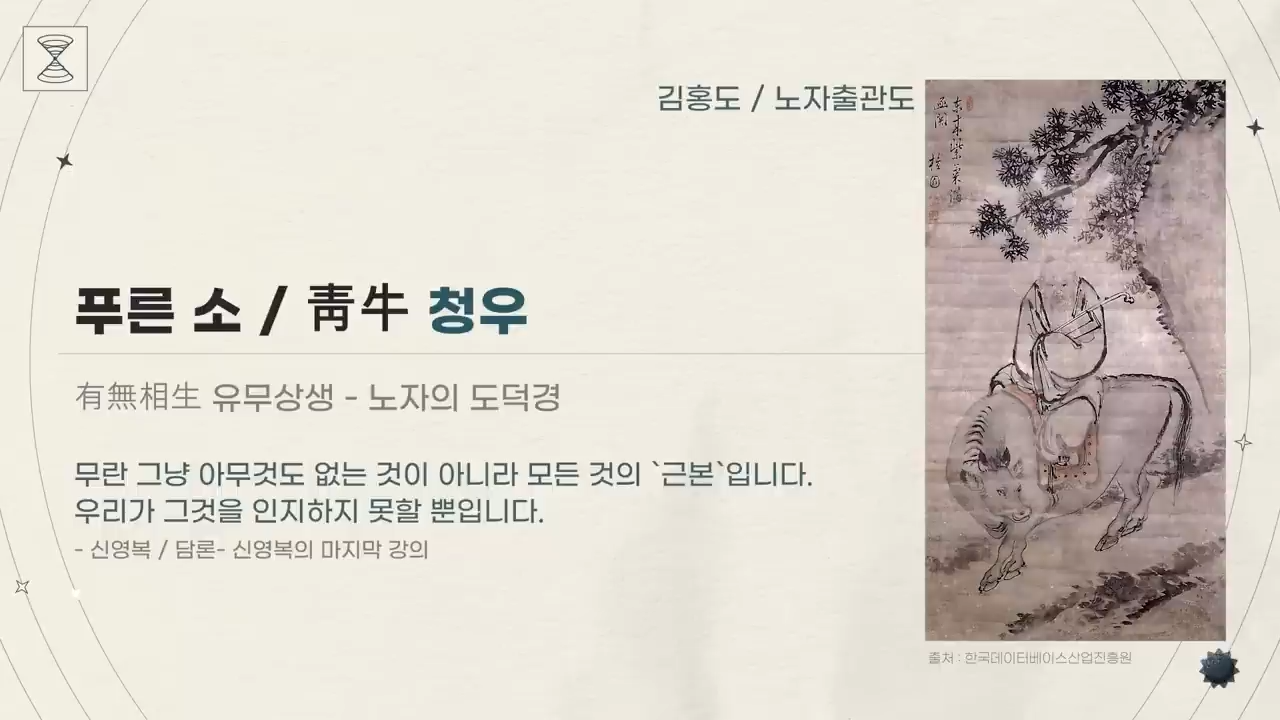 김홍도 / 노자출관도
푸른 소 / 靑牛 청우
有無相生 유무상생 - 노자의 도덕경
무란 그냥 아무것도 없는 것이 아니라 모든 것의 `근본`입니다.
우리가 그것을 인지하지 못할 뿐입니다.
- 신영복 / 담론- 신영복의 마지막 강의
출처 : 한국데이터베이스산업진흥원